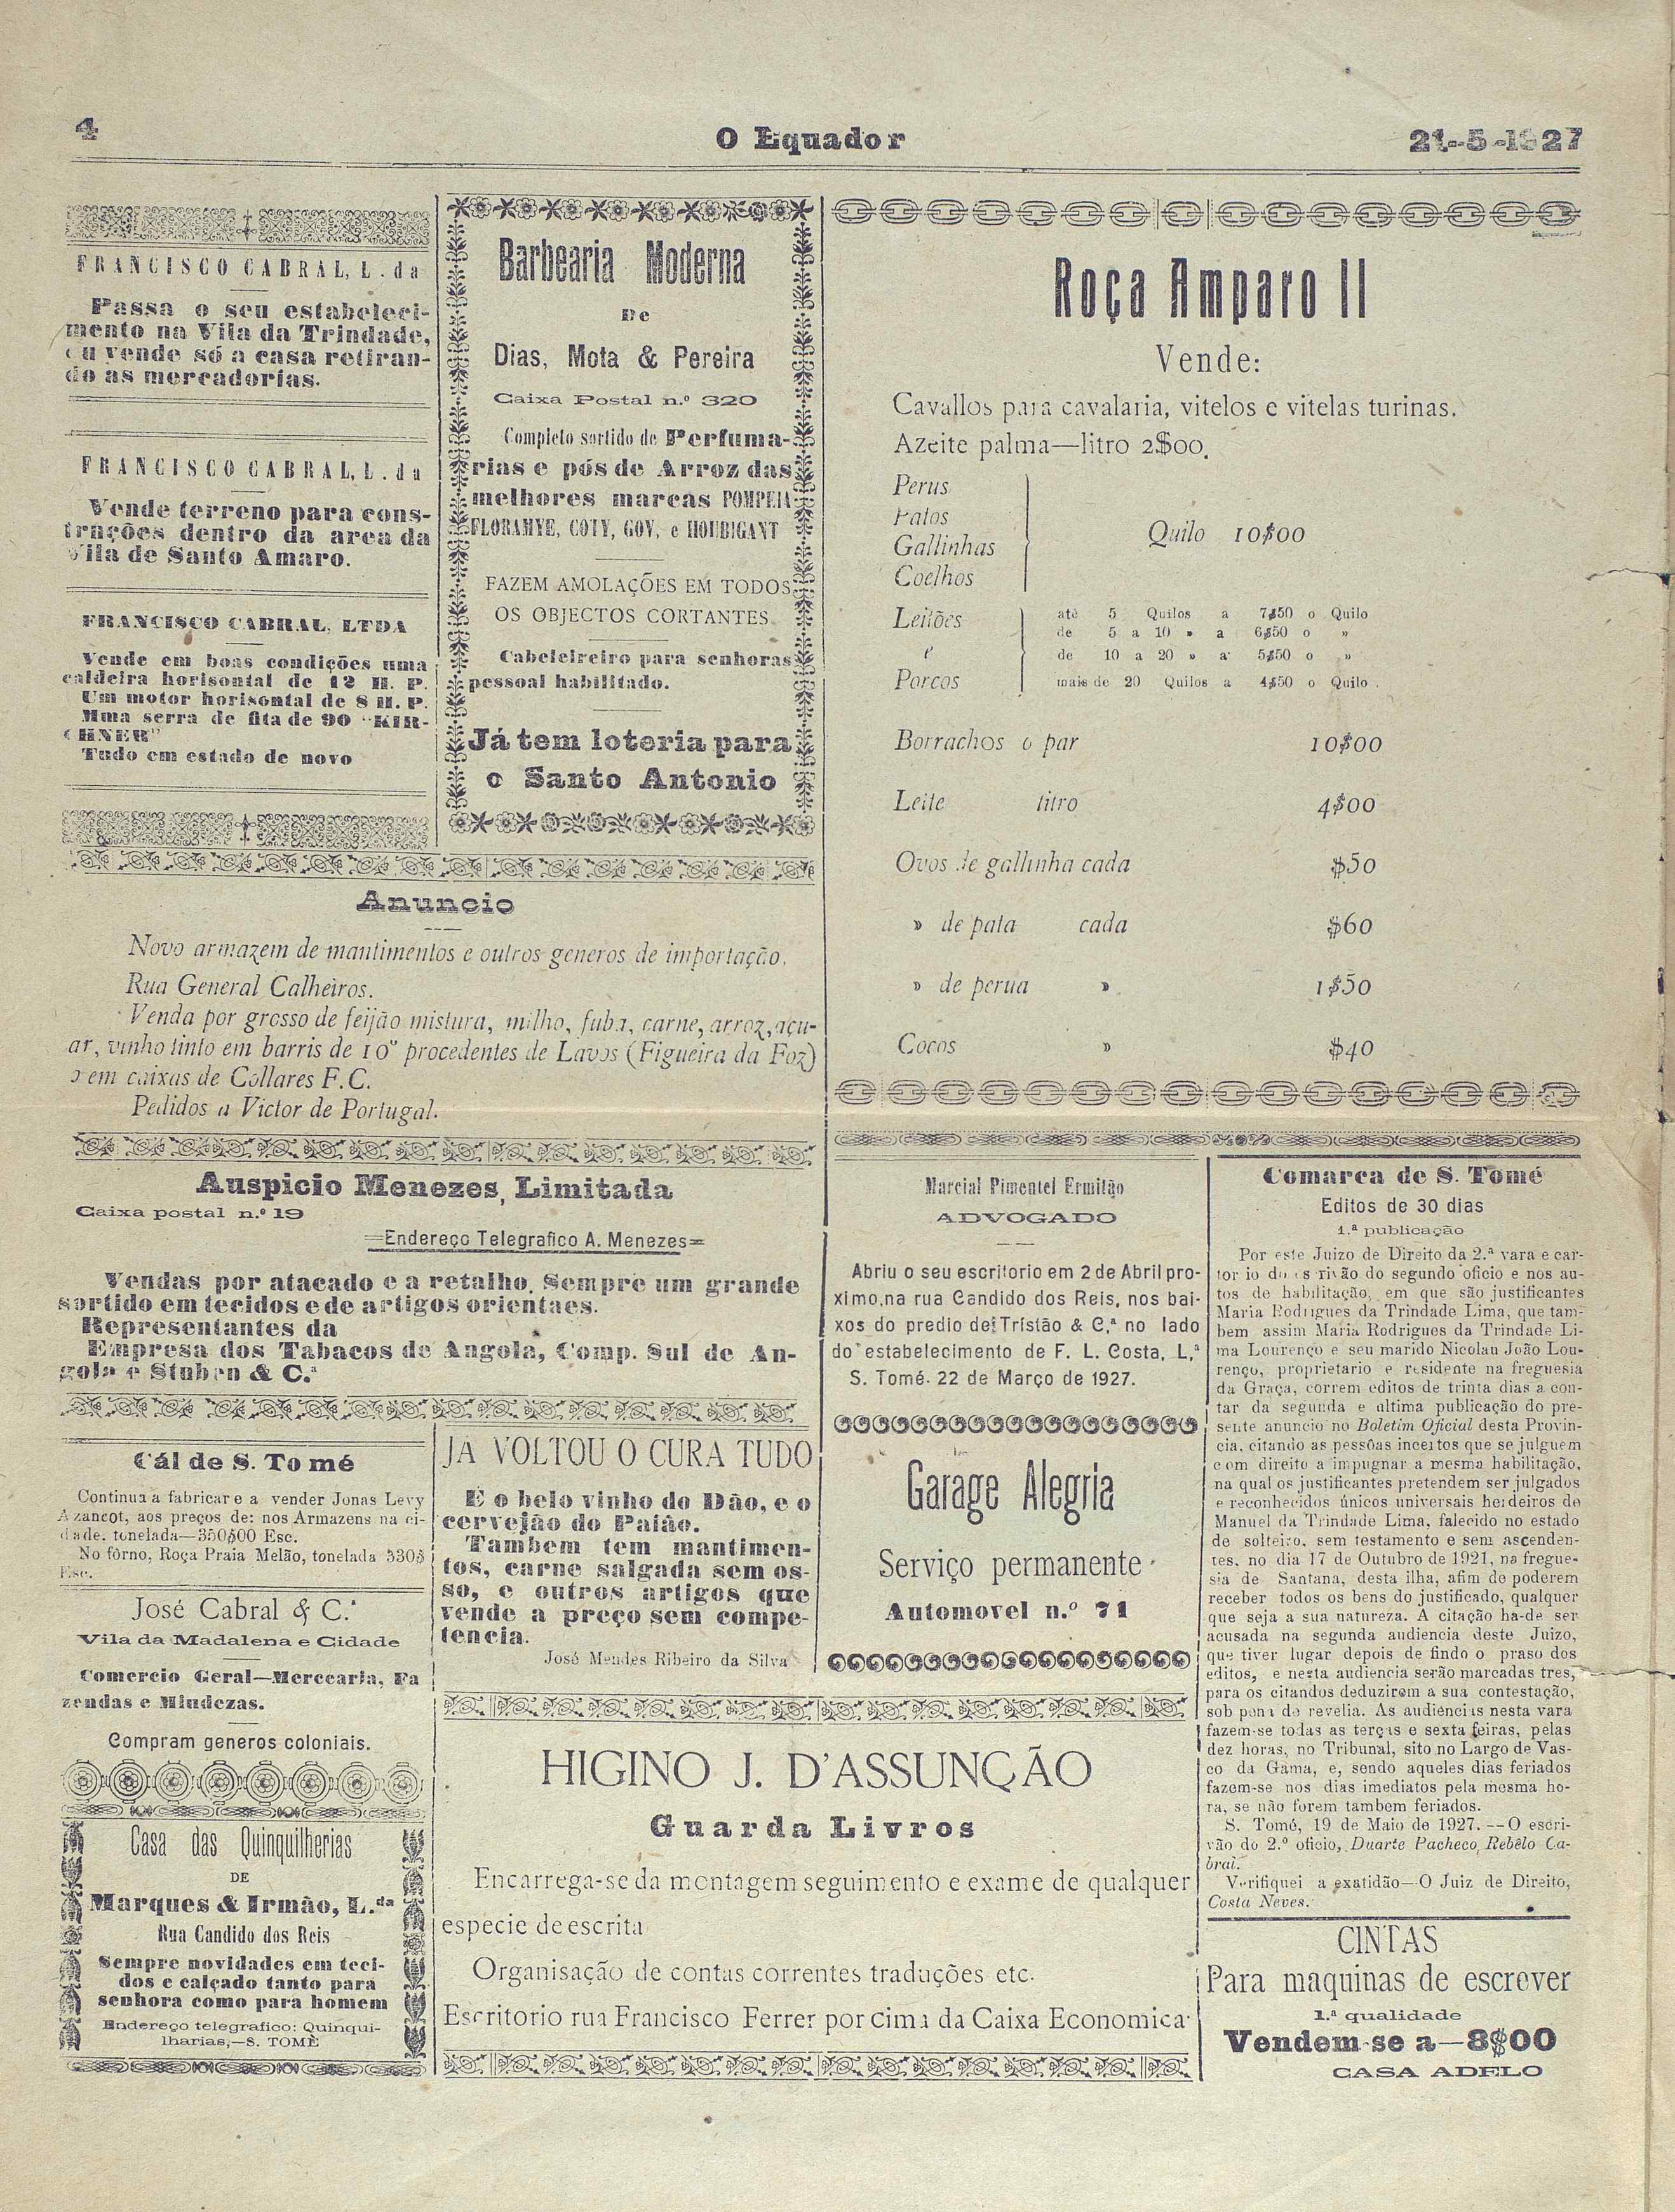 4
O Equador
21-5-1927
FRANCISCO CABRAL, L.da
Passa o seu estabeleci-
mento na Vila da Trindade,
ou vende só a casa retiran-
do as mercadorias.
FRANCISCO CABRAL, L.da
Vende terreno para cons-
truções dentro da area da
Vila de Santo Amaro.
FRANCISCO CABRAL, LTDA
Vende em boas condições uma
caldeira horisontal de 12 H. P.
Um motor horisontal de 8 H. P.
Mma serra de fita de 90 "KIR-
CHNER"
Tudo em estado de novo
Barbearia Moderna
De
Dias, Mota & Pereira
Caixa Postal n.º 320
Completo sortido de Perfuma-
rias e pós de Arroz das
melhores marcas POMPEIA
FLORAMYE, COTY, GOY, e HOUBIGANT
FAZEM AMOLAÇÕES EM TODOS
OS OBJECTOS CORTANTES
Cabeleireiro para senhoras
pessoal habilitado.
Já tem loteria para
o Santo Antonio
Anuncio
Novo armazem de mantimentos e outros generos de importação.
Rua General Calheiros.
Venda por grosso de feijão mistura, milho, fuba, carne, arroz, açu-
ar, vinho tinto em barris de 10º procedentes de Lavos (Figueira da Foz)
em caixas de Collares F.C.
Pedidos a Victor de Portugal.
Auspicio Menezes, Limitada
Caixa postal n.º 19
=Endereço Telegrafico A. Menezes=
Vendas por atacado e a retalho. Sempre um grande
sortido em tecidos e de artigos orientaes.
Representantes da
Empresa dos Tabacos de Angola, Comp. Sul de An-
gola e Stuben & C.ª
Cál de S. Tomé
Continua a fabricar e a vender Jonas Levy
Azancot, aos preços de: nos Armazens na ci-
dade, tonelada—350$00 Esc.
No fôrno, Roça Praia Melão, tonelada 330$
Esc.
José Cabral & C.ª
Vila da Madalena e Cidade
Comercio Geral—Mercearia, Fa
zendas e Miudezas.
Compram generos coloniais.
Casa das Quinquilherias
DE
Marques & Irmão, L.da
Rua Candido dos Reis
Sempre novidades em teci-
dos e calçado tanto para
senhora como para homem
Endereço telegrafico: Quinqui-
lharias,—S. TOMÈ
JÁ VOLTOU O CURA TUDO
É o belo vinho do Dão, e o
cervejão do Paião.
Tambem tem mantimen-
tos, carne salgada sem os-
so, e outros artigos que
vende a preço sem compe-
tencia.
José Mendes Ribeiro da Silva
Roça Amparo II
Vende:
Cavallos para cavalaria, vitelos e vitelas turinas.
Azeite palma—litro 2$00.
Perus
Patos
Gallinhas
Coelhos
Quilo 10$00
Leitões
e
Porcos
até 5 Quilos a 7$50 o Quilo
de 5 a 10 » a 6$50 o »
de 10 a 20 » a 5$50 o »
mais de 20 Quilos a 4$50 o Quilo
Borrachos o par 10$00
Leite litro 4$00
Ovos de gallinha cada $50
» de pata cada $60
» de perua » 1$50
Cocos » $40
Marcial Pimentel Ermitão
ADVOGADO
Abriu o seu escritorio em 2 de Abril pro-
ximo,na rua Candido dos Reis, nos bai-
xos do predio de Tristão & C,ª no lado
do estabelecimento de F. L. Costa, L,ª
S. Tomé. 22 de Março de 1927.
Garage Alegria
Serviço permanente
Automovel n.º 71
HIGINO J. D'ASSUNÇÃO
Guarda Livros
Encarrega-se da montagem seguimento e exame de qualquer
especie de escrita
Organisação de contas correntes traduções etc.
Escritorio rua Francisco Ferrer por cima da Caixa Economica
Comarca de S. Tomé
Editos de 30 dias
1.ª publicação
Por este Juizo de Direito da 2.ª vara e car-
torio do escrivão do segundo oficio e nos au-
tos de habilitação, em que são justificantes
Maria Rodrigues da Trindade Lima, que tam-
bem assim Maria Rodrigues da Trindade Li-
ma Lourenço e seu marido Nicolau João Lou-
renço, proprietario e residente na freguesia
da Graça, correm editos de trinta dias a con-
tar da segunda e ultima publicação do pre-
sente anuncio no Boletim Oficial desta Provin-
cia, citando as pessôas incertos que se julguem
com direito a impugnar a mesma habilitação,
na qual os justificantes pretendem ser julgados
e reconhecidos únicos universais herdeiros de
Manuel da Trindade Lima, falecido no estado
de solteiro, sem testamento e sem ascenden-
tes, no dia 17 de Outubro de 1921, na fregue-
sia de Santana, desta ilha, afim de poderem
receber todos os bens do justificado, qualquer
que seja a sua natureza. A citação ha-de ser
acusada na segunda audiencia deste Juizo,
que tiver lugar depois de findo o praso dos
editos, e nesta audiencia serão marcadas tres,
para os citandos deduzirem a sua contestação,
sob pena de revelia. As audiencias nesta vara
fazem-se todas as terças e sexta feiras, pelas
dez horas, no Tribunal, sito no Largo de Vas-
co da Gama, e, sendo aqueles dias feriados
fazem-se nos dias imediatos pela mesma ho-
ra, se não forem tambem feriados.
S. Tomé, 19 de Maio de 1927.—O escri-
vão do 2.º oficio, Duarte Pacheco Rebêlo Ca-
bral.
Verifiquei a exatidão—O Juiz de Direito,
Costa Neves.
CINTAS
Para maquinas de escrever
1.ª qualidade
Vendem-se a—8$00
CASA ADELO